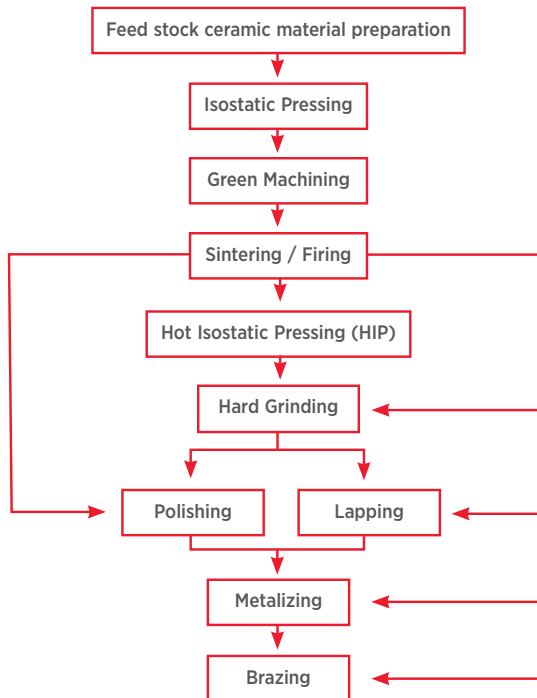 Feed stock ceramic material preparation
Isostatic Pressing
Green Machining
Sintering / Firing
Hot Isostatic Pressing (HIP)
Hard Grinding
Polishing
Lapping
Metalizing
Brazing